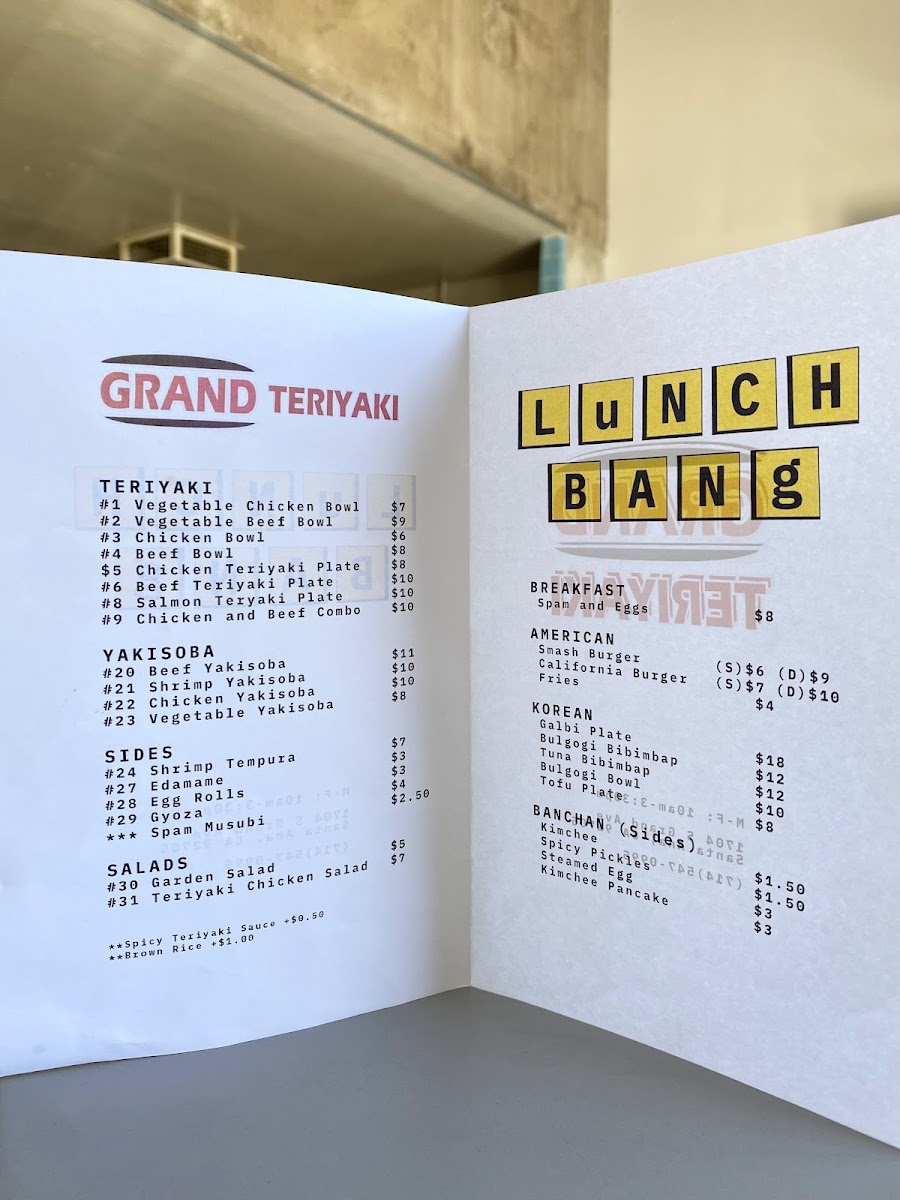 GRAND TERIYAKI
TERIYAKI
#1 Vegetable Chicken Bowl $7
#2 Vegetable Beef Bowl $9
#3 Chicken Bowl $6
#4 Beef Bowl $8
$5 Chicken Teriyaki Plate $8
#6 Beef Teriyaki Plate $10
#8 Salmon Teryaki Plate $10
#9 Chicken and Beef Combo $10
YAKISOBA
#20 Beef Yakisoba $11
#21 Shrimp Yakisoba $10
#22 Chicken Yakisoba $10
#23 Vegetable Yakisoba $8
SIDES
#24 Shrimp Tempura $7
#27 Edamame $3
#28 Egg Rolls $3
#29 Gyoza $4
*** Spam Musubi $2.50
SALADS
#30 Garden Salad $5
#31 Teriyaki Chicken Salad $7
**Spicy Teriyaki Sauce +$0.50
**Brown Rice +$1.00
LuNCH
BANg
BREAKFAST
Spam and Eggs $8
AMERICAN
Smash Burger (S)$6 (D)$9
California Burger (S)$7 (D)$10
Fries $4
KOREAN
Galbi Plate $18
Bulgogi Bibimbap $12
Tuna Bibimbap $12
Bulgogi Bowl $10
Tofu Plate $8
BANCHAN (Sides)
Kimchee $1.50
Spicy Pickles $1.50
Steamed Egg $3
Kimchee Pancake $3